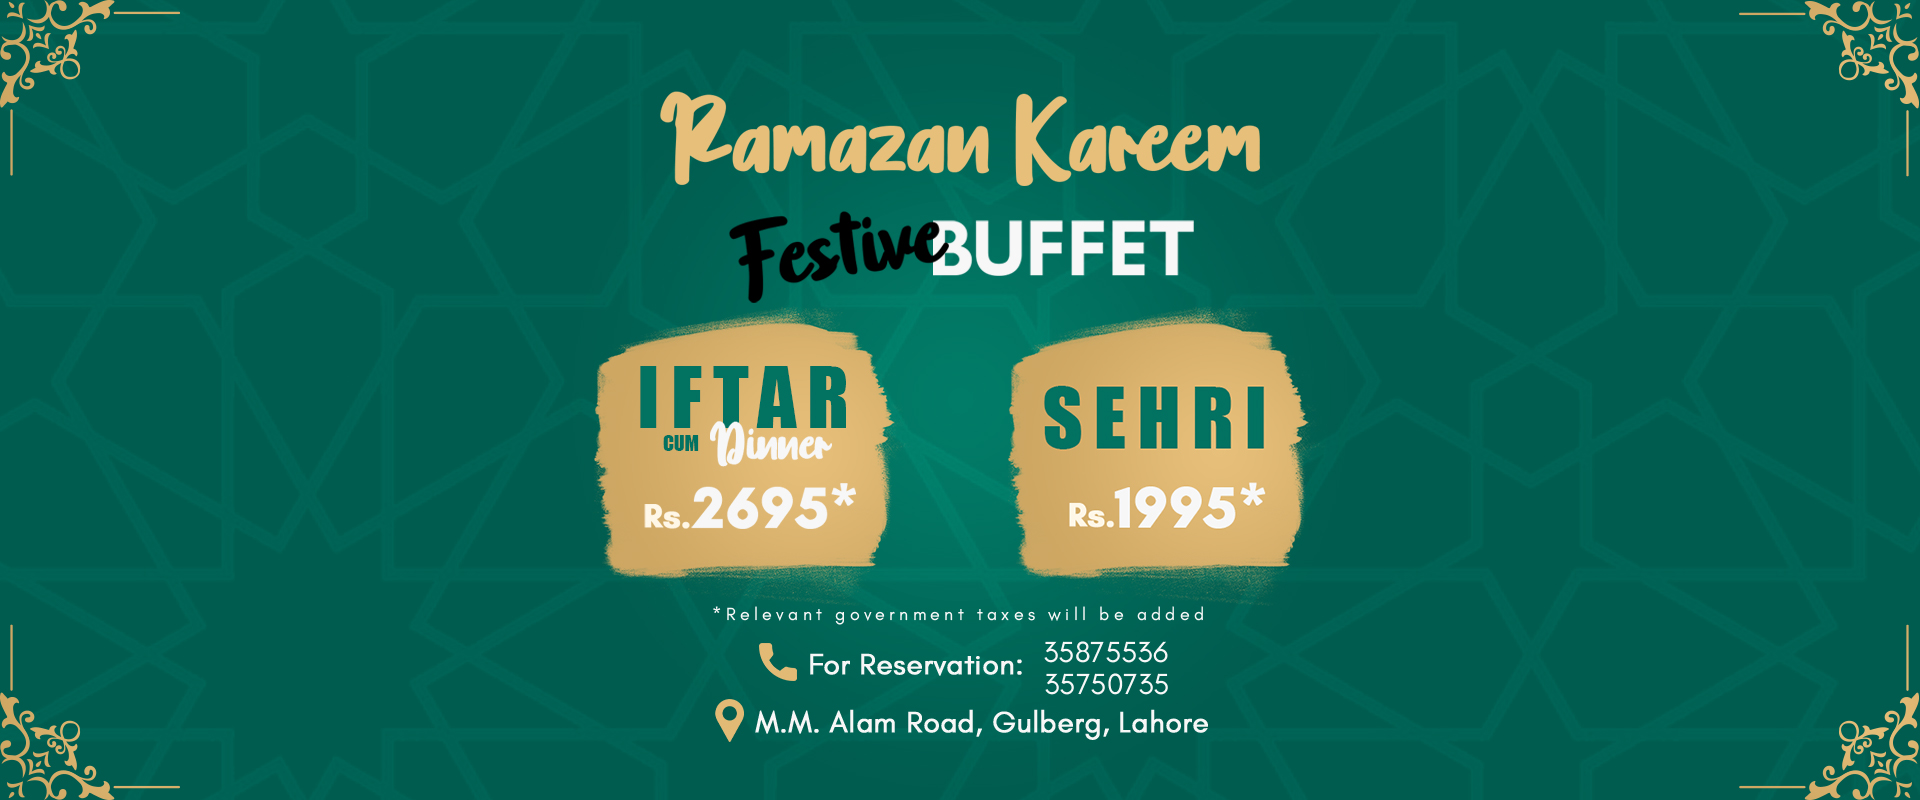 Ramazan Kareem
Festive BUFFET
IFTAR
CUM Dinner
Rs.2695*
SEHRI
Rs.1995*
*Relevant government taxes will be added
For Reservation: 35875536
35750735
M.M. Alam Road, Gulberg, Lahore